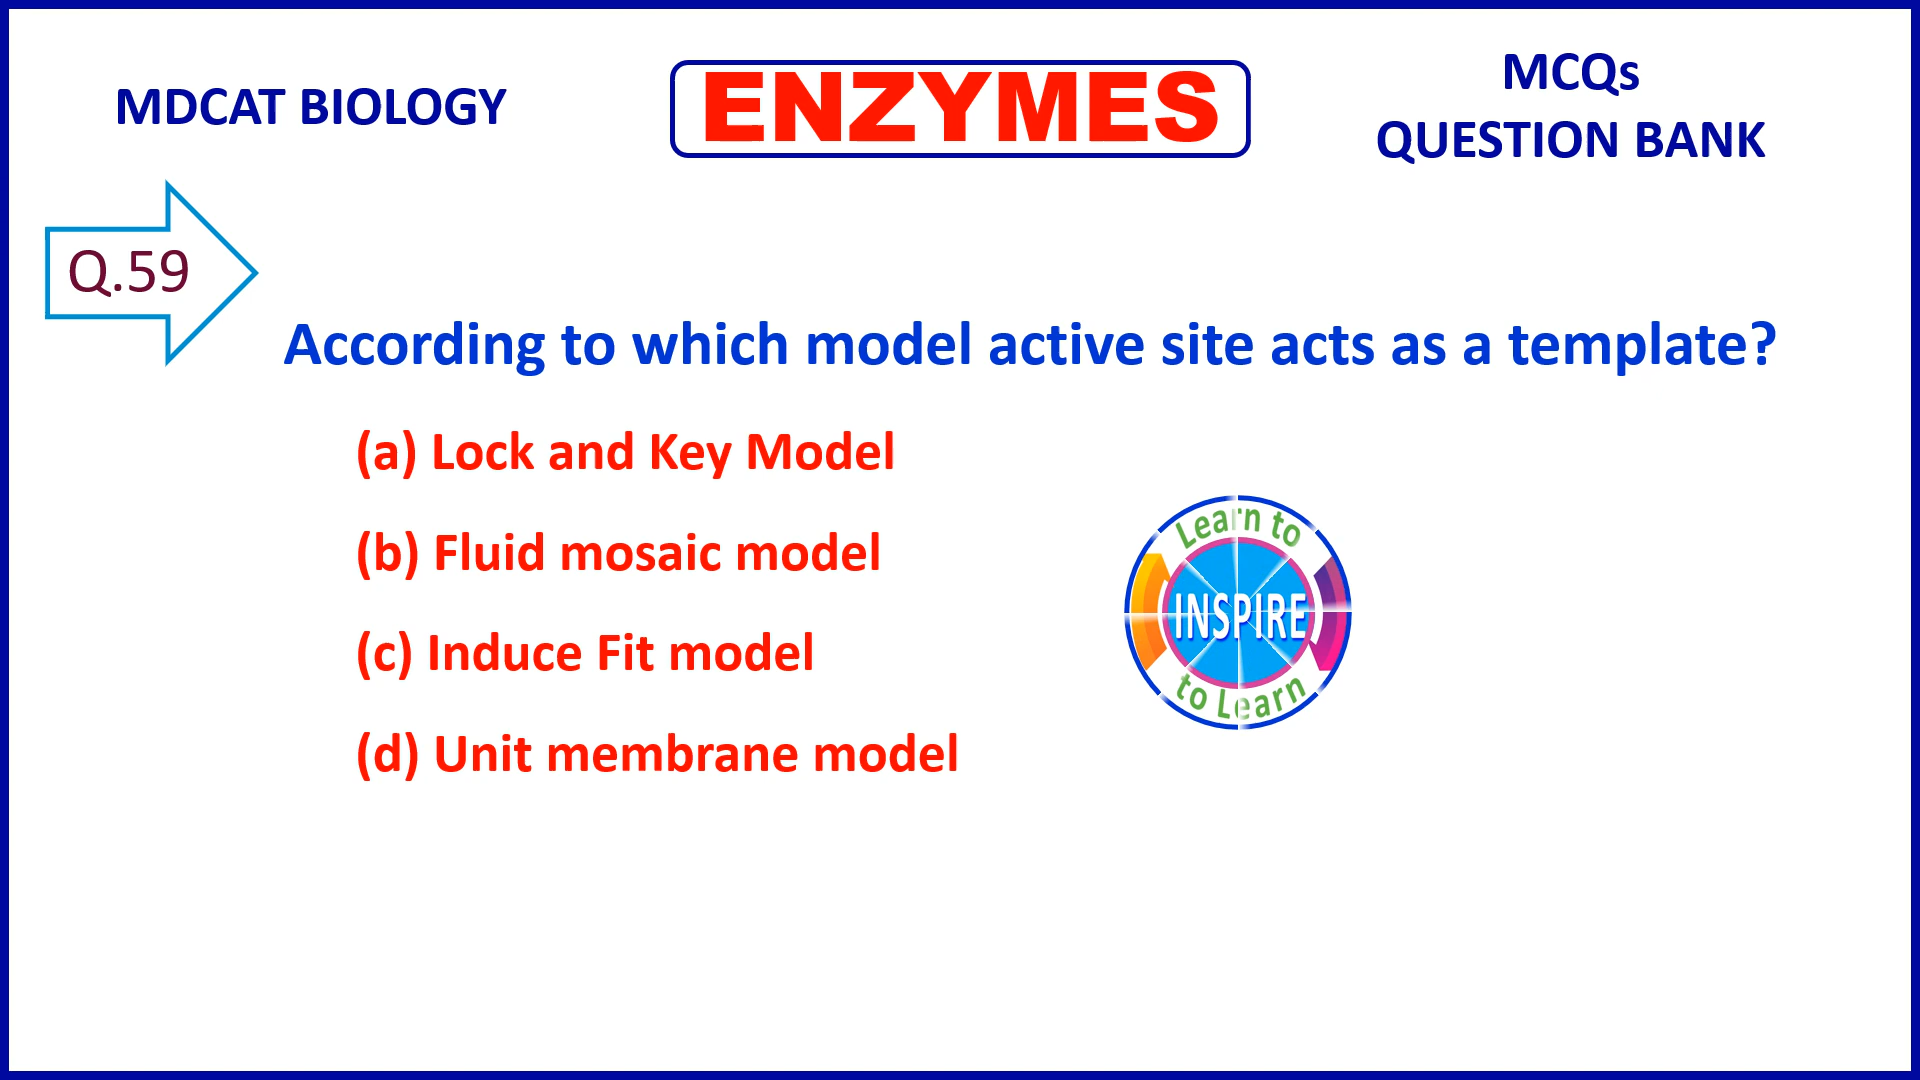 MDCAT BIOLOGY
ENZYMES
MCQs
QUESTION BANK
Q.59
According to which model active site acts as a template?
(a) Lock and Key Model
(b) Fluid mosaic model
(c) Induce Fit model
(d) Unit membrane model
Learn to
INSPIRE
to Learn